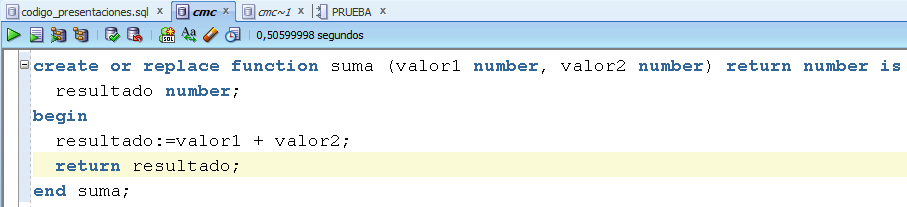 codigo_presentaciones.sql cmc cmc~1 PRUEBA
0,50599998 segundos
create or replace function suma (valor1 number, valor2 number) return number is
resultado number;
begin
resultado:=valor1 + valor2;
return resultado;
end suma;